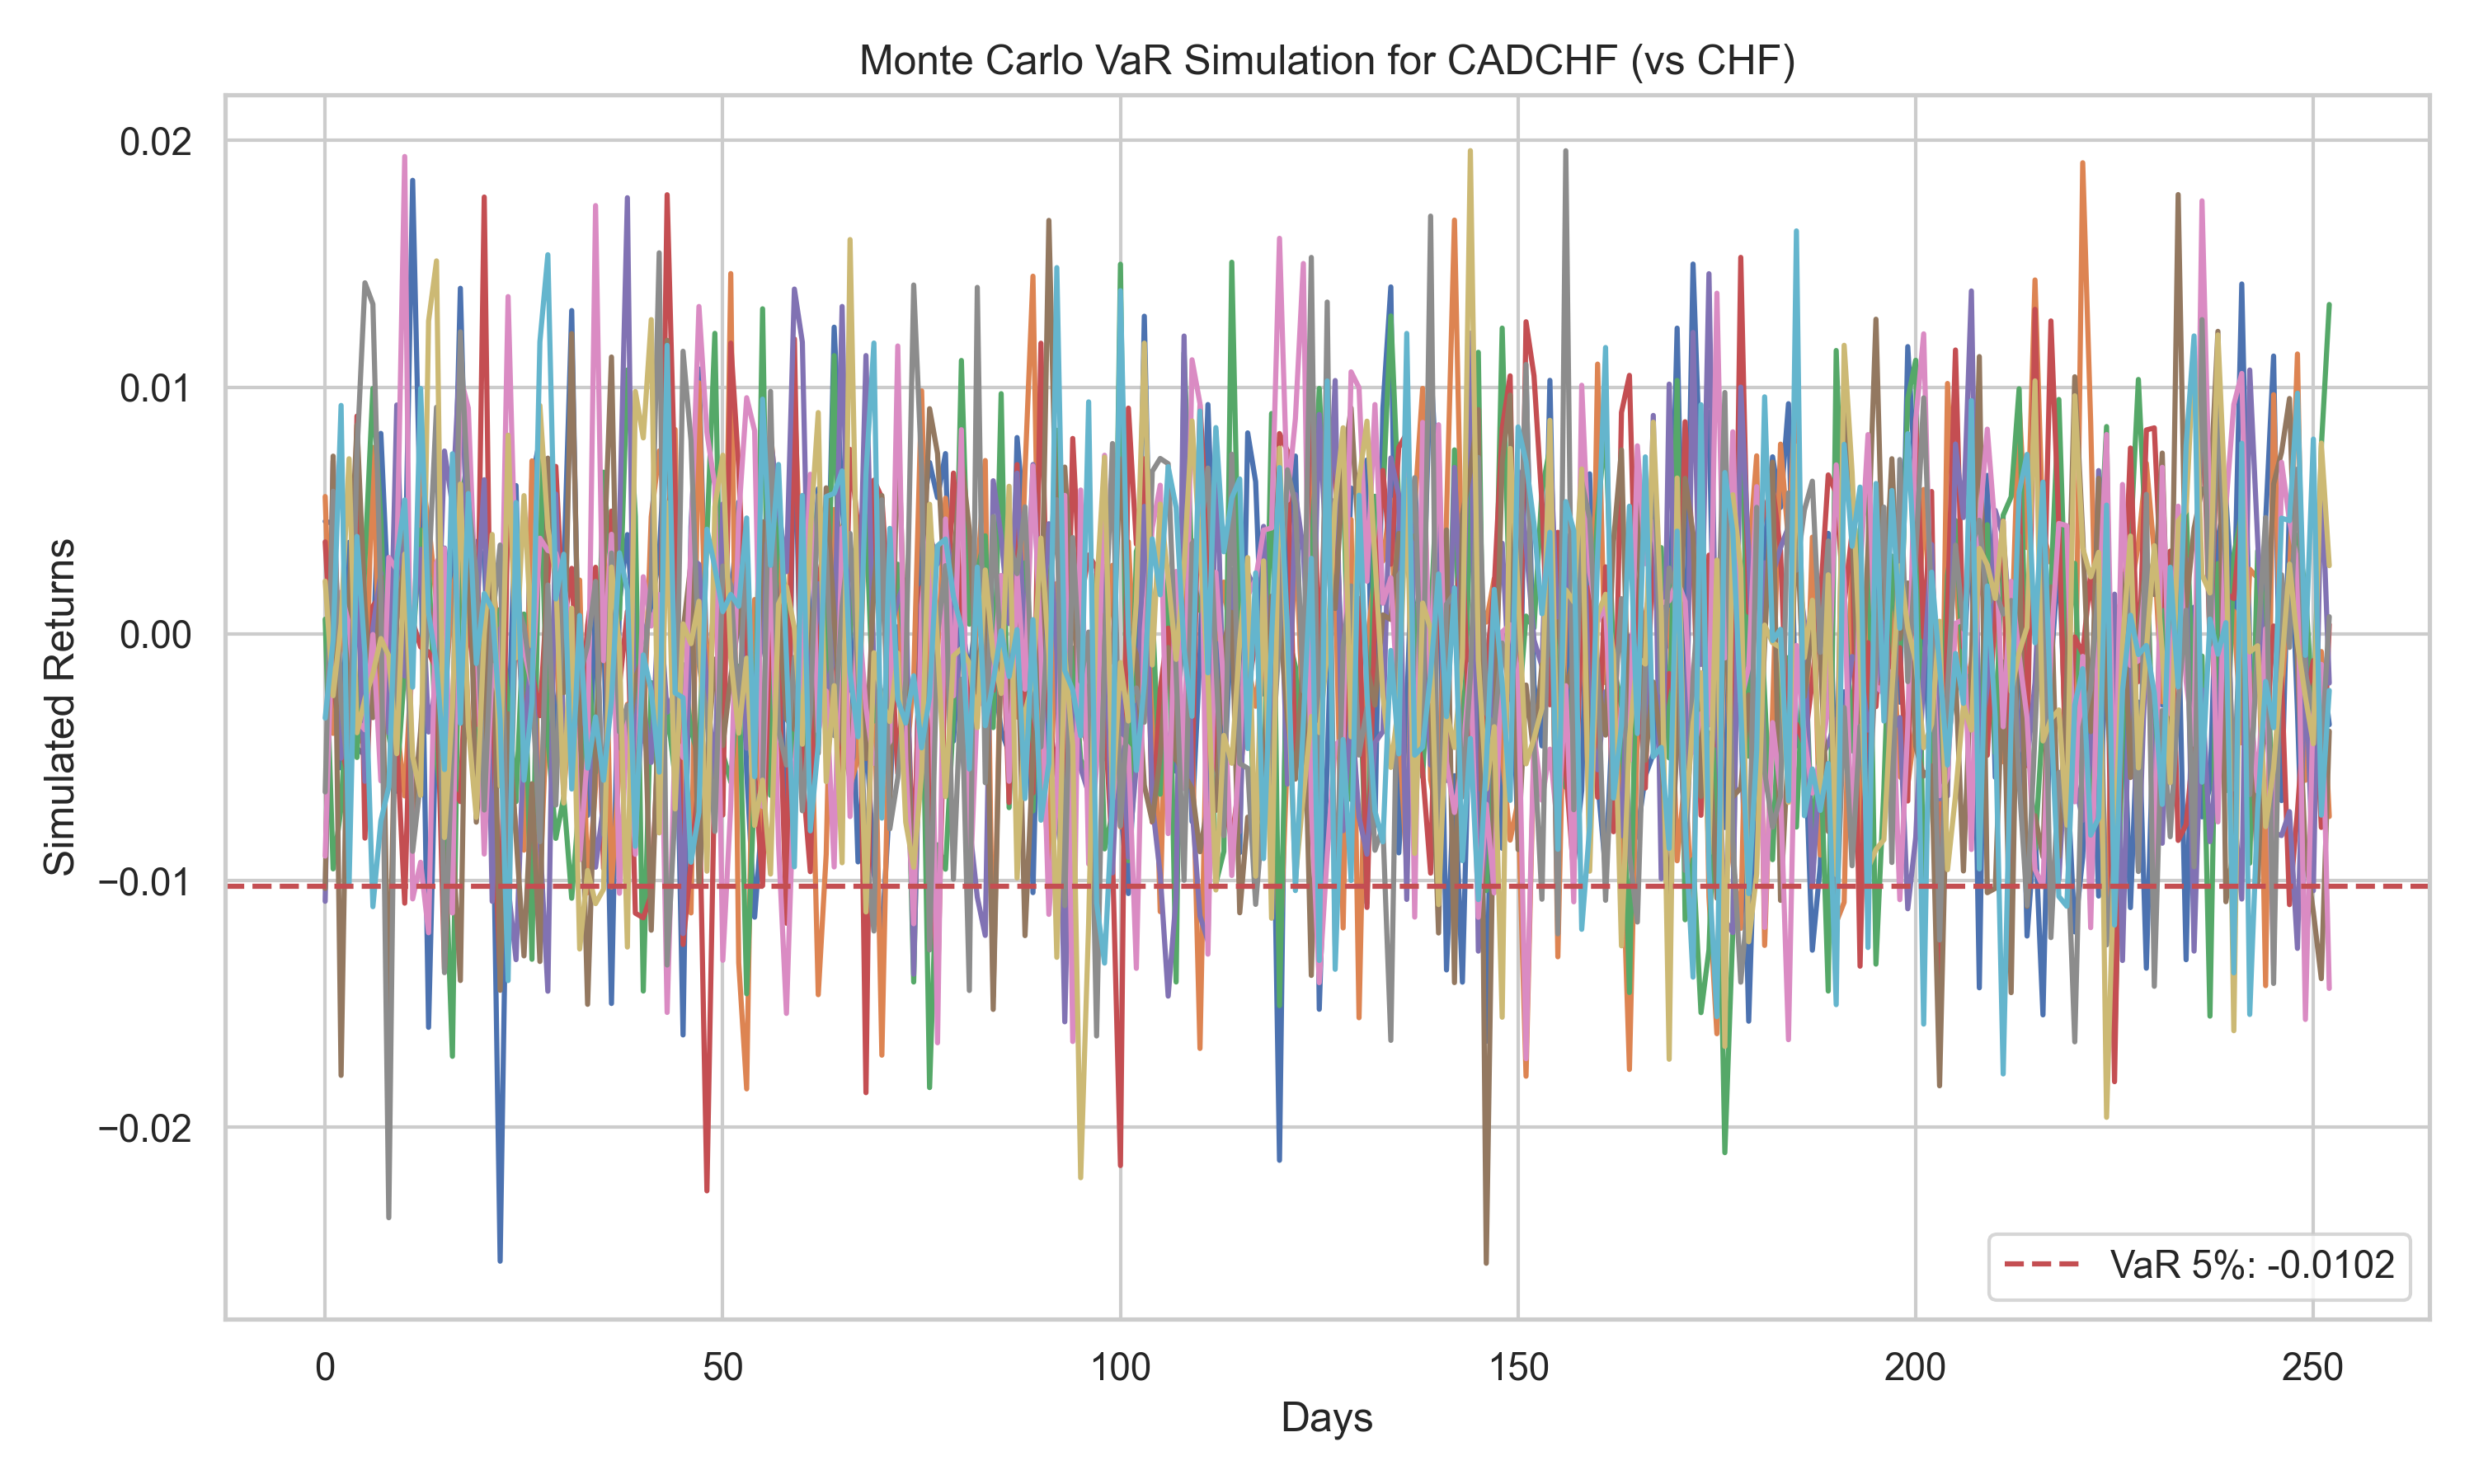 Monte Carlo VaR Simulation for CADCHF (vs CHF)
0.02
0.01
0.00
−0.01
−0.02
Simulated Returns
VaR 5%: -0.0102
0 50 100 150 200 250
Days